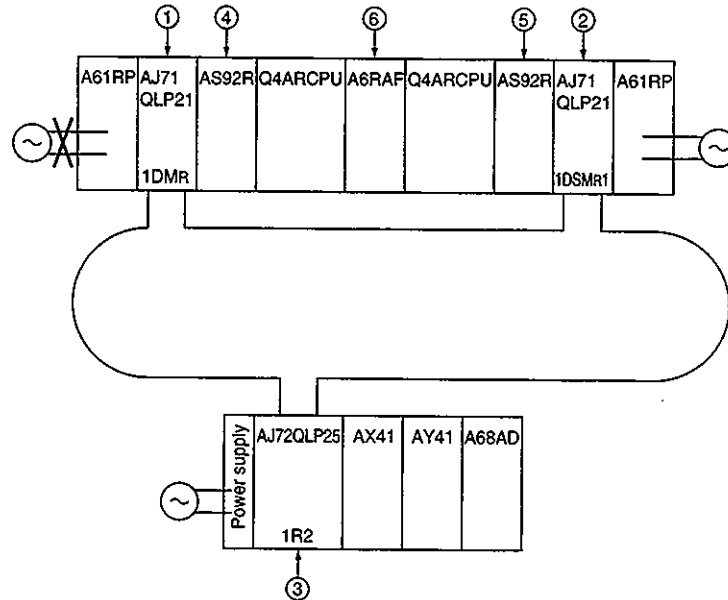 ① ④ ⑥ ⑤ ②
A61RP AJ71 AS92R Q4ARCPU A6RAF Q4ARCPU AS92R AJ71 A61RP
QLP21 QLP21
1DMR 1DSMR1
Power supply
AJ72QLP25 AX41 AY41 A68AD
1R2
③